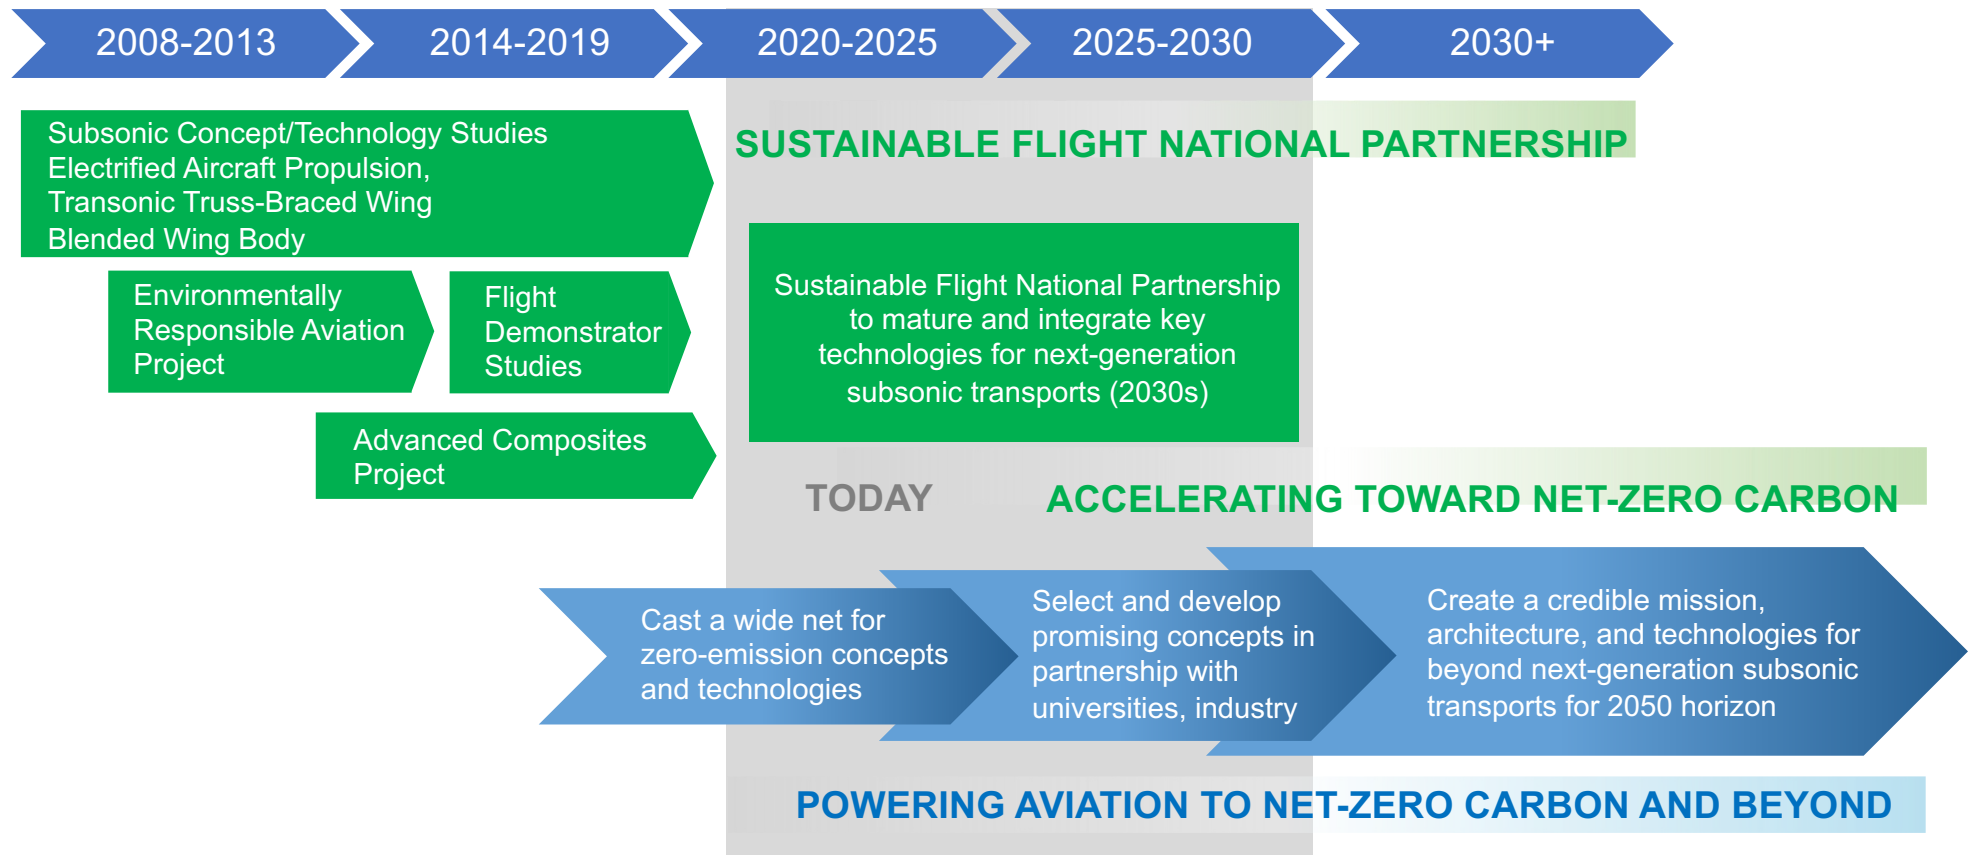 2008-2013
2014-2019
2020-2025
2025-2030
2030+
Subsonic Concept/Technology Studies
Electrified Aircraft Propulsion,
Transonic Truss-Braced Wing
Blended Wing Body
SUSTAINABLE FLIGHT NATIONAL PARTNERSHIP
Environmentally
Responsible Aviation
Project
Flight
Demonstrator
Studies
Sustainable Flight National Partnership
to mature and integrate key
technologies for next-generation
subsonic transports (2030s)
Advanced Composites
Project
TODAY
ACCELERATING TOWARD NET-ZERO CARBON
Cast a wide net for
zero-emission concepts
and technologies
Select and develop
promising concepts in
partnership with
universities, industry
Create a credible mission,
architecture, and technologies for
beyond next-generation subsonic
transports for 2050 horizon
POWERING AVIATION TO NET-ZERO CARBON AND BEYOND